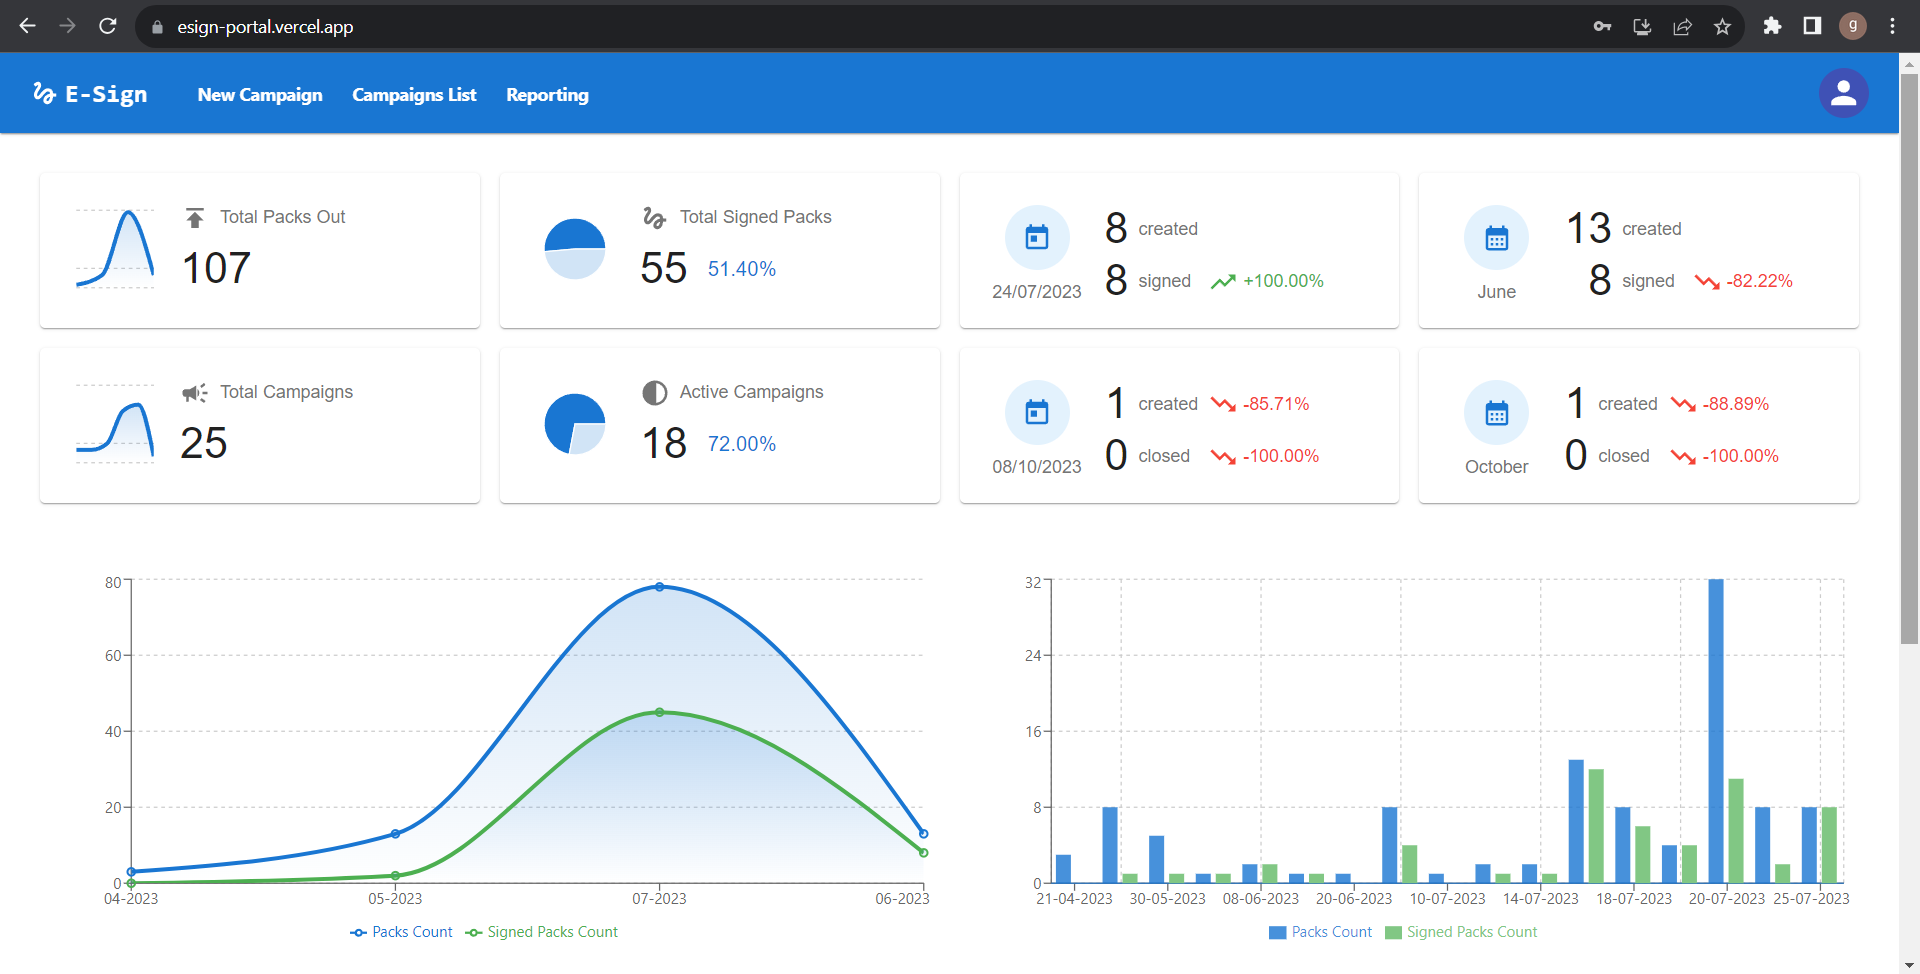 esign-portal.vercel.app
g
E-Sign New Campaign Campaigns List Reporting
Total Packs Out
107
Total Signed Packs
55 51.40%
8 created
8 signed +100.00%
24/07/2023
13 created
8 signed -82.22%
June
Total Campaigns
25
Active Campaigns
18 72.00%
1 created -85.71%
0 closed -100.00%
08/10/2023
1 created -88.89%
0 closed -100.00%
October
80
60
40
20
0
04-2023 05-2023 07-2023 06-2023
Packs Count Signed Packs Count
32
24
16
8
0
21-04-2023 30-05-2023 08-06-2023 20-06-2023 10-07-2023 14-07-2023 18-07-2023 20-07-2023 25-07-2023
Packs Count Signed Packs Count